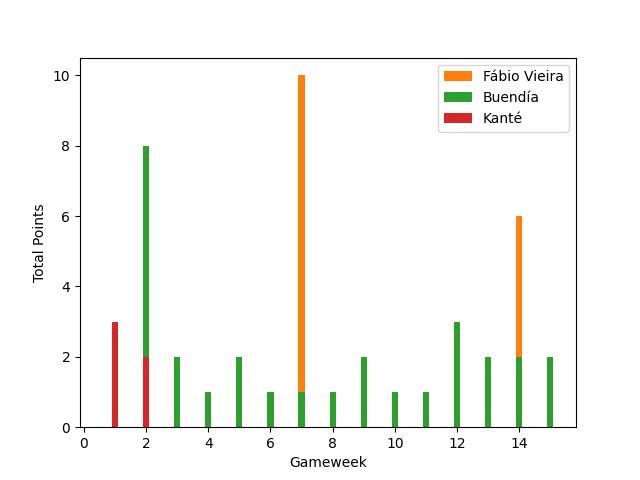 Fábio Vieira
Buendía
Kanté
10
8
6
4
2
0
Total Points
0 2 4 6 8 10 12 14
Gameweek